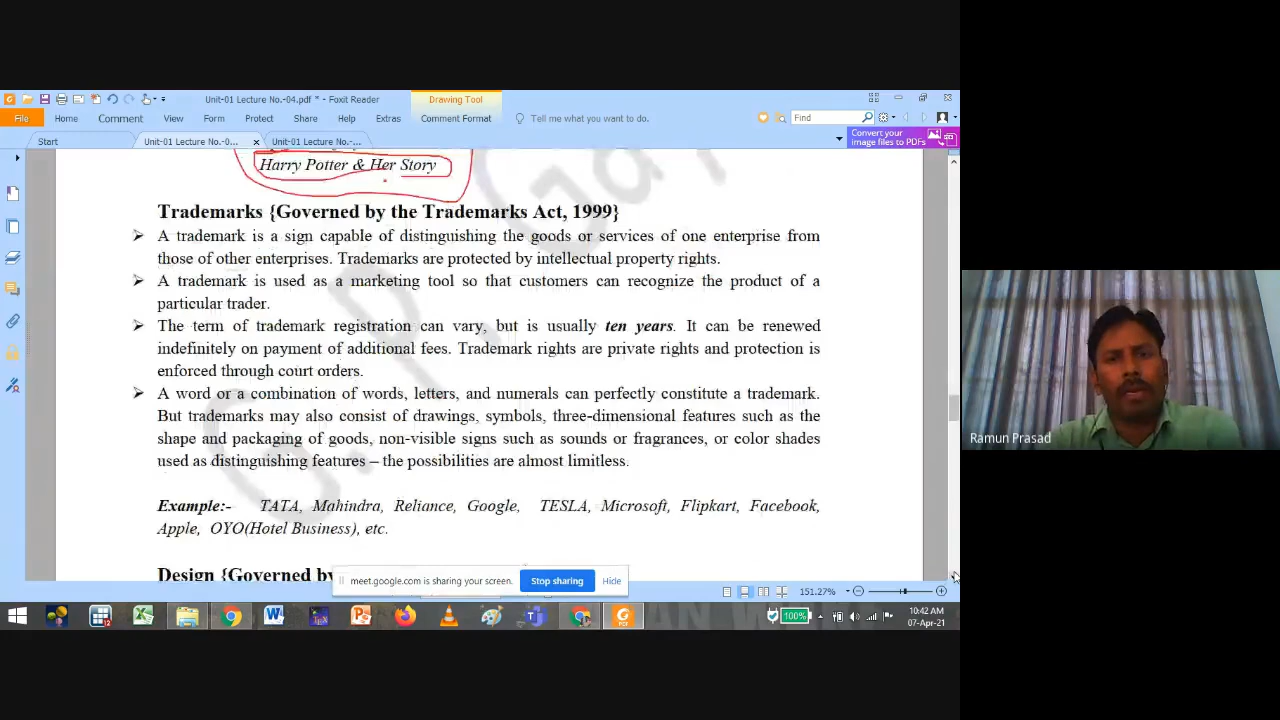 Unit-01 Lecture No.-04.pdf * - Foxit Reader
Drawing Tool
File Home Comment View Form Protect Share Help Extras Comment Format Tell me what you want to do. Find
Start Unit-01 Lecture No.-0... Unit-01 Lecture No.-...
Convert your
image files to PDFs
Harry Potter & Her Story
Trademarks {Governed by the Trademarks Act, 1999}
➢ A trademark is a sign capable of distinguishing the goods or services of one enterprise from
those of other enterprises. Trademarks are protected by intellectual property rights.
➢ A trademark is used as a marketing tool so that customers can recognize the product of a
particular trader.
➢ The term of trademark registration can vary, but is usually ten years. It can be renewed
indefinitely on payment of additional fees. Trademark rights are private rights and protection is
enforced through court orders.
➢ A word or a combination of words, letters, and numerals can perfectly constitute a trademark.
But trademarks may also consist of drawings, symbols, three-dimensional features such as the
shape and packaging of goods, non-visible signs such as sounds or fragrances, or color shades
used as distinguishing features – the possibilities are almost limitless.
Example:- TATA, Mahindra, Reliance, Google, TESLA, Microsoft, Flipkart, Facebook,
Apple, OYO(Hotel Business), etc.
Design {Governed by
meet.google.com is sharing your screen. Stop sharing Hide
151.27%
100%
10:42 AM
07-Apr-21
Ramun Prasad